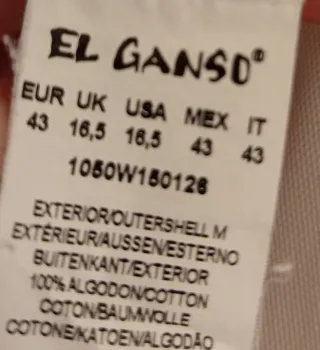 EL GANSO®
EUR UK USA MEX IT
43 16,5 16,5 43 43
1050W150126
EXTERIOR/OUTERSHELL M
EXTÉRIEUR/AUSSEN/ESTERNO
BUITENKANT/EXTERIOR
100% ALGODON/COTTON
COTON/BAUMWOLLE
COTONE/KATOEN/ALGODÃO